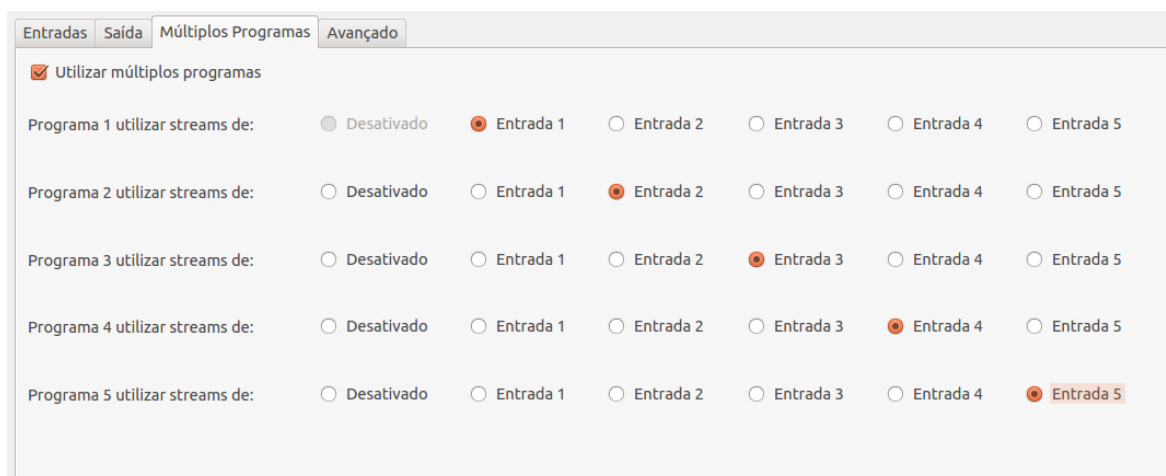 Entradas Saída Múltiplos Programas Avançado
Utilizar múltiplos programas
Programa 1 utilizar streams de: Desativado Entrada 1 Entrada 2 Entrada 3 Entrada 4 Entrada 5
Programa 2 utilizar streams de: Desativado Entrada 1 Entrada 2 Entrada 3 Entrada 4 Entrada 5
Programa 3 utilizar streams de: Desativado Entrada 1 Entrada 2 Entrada 3 Entrada 4 Entrada 5
Programa 4 utilizar streams de: Desativado Entrada 1 Entrada 2 Entrada 3 Entrada 4 Entrada 5
Programa 5 utilizar streams de: Desativado Entrada 1 Entrada 2 Entrada 3 Entrada 4 Entrada 5